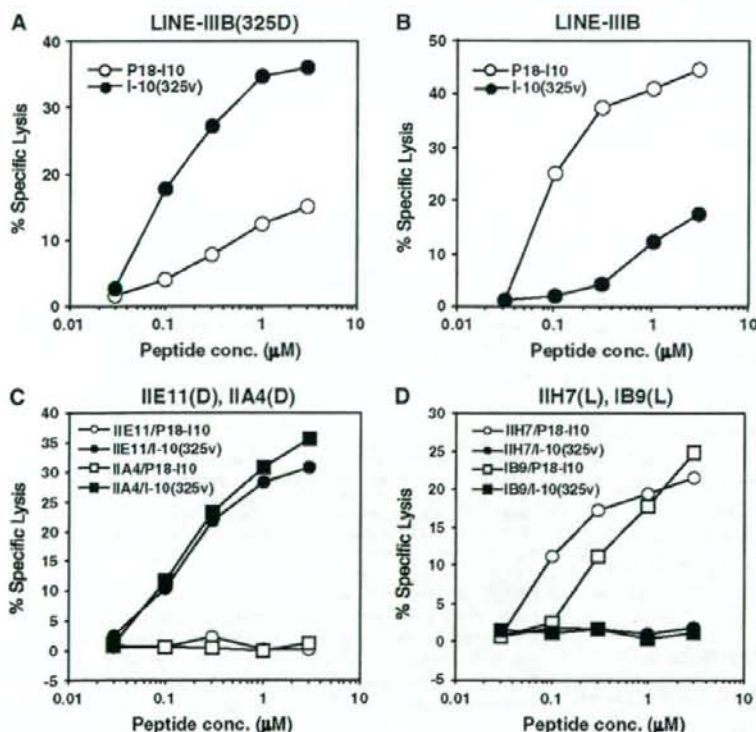 A
LINE-IIIB(325D)
P18-I10
I-10(325v)
% Specific Lysis
40
30
20
10
0
0.01
0.1
1
10
Peptide conc. (μM)
B
LINE-IIIB
P18-I10
I-10(325v)
% Specific Lysis
50
40
30
20
10
0
0.01
0.1
1
10
Peptide conc. (μM)
C
IIE11(D), IIA4(D)
IIE11/P18-I10
IIE11/I-10(325v)
IIA4/P18-I10
IIA4/I-10(325v)
% Specific Lysis
40
35
30
25
20
15
10
5
0
-5
0.01
0.1
1
10
Peptide conc. (μM)
D
IIH7(L), IB9(L)
IIH7/P18-I10
IIH7/I-10(325v)
IB9/P18-I10
IB9/I-10(325v)
% Specific Lysis
30
25
20
15
10
5
0
-5
0.01
0.1
1
10
Peptide conc. (μM)